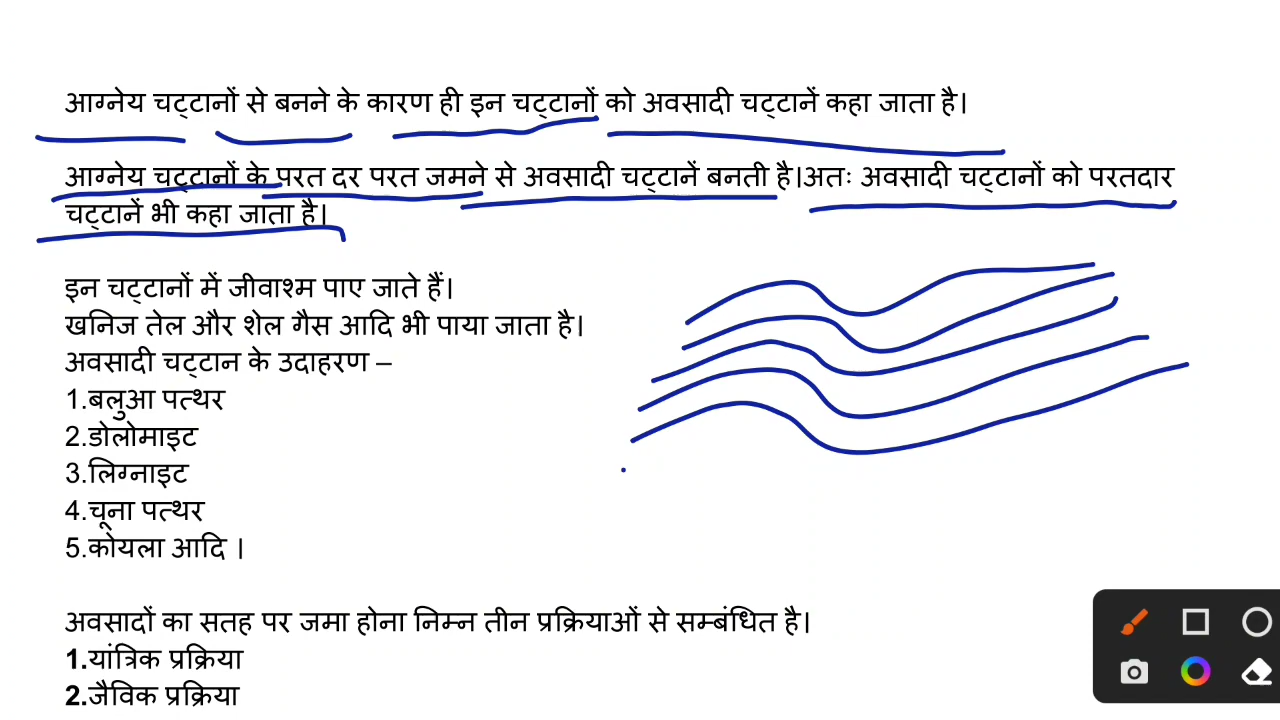 आग्नेय चट्टानों से बनने के कारण ही इन चट्टानों को अवसादी चट्टानें कहा जाता है।
आग्नेय चट्टानों के परत दर परत जमने से अवसादी चट्टानें बनती है।अतः अवसादी चट्टानों को परतदार
चट्टानें भी कहा जाता है।
इन चट्टानों में जीवाश्म पाए जाते हैं।
खनिज तेल और शेल गैस आदि भी पाया जाता है।
अवसादी चट्टान के उदाहरण –
1.बलुआ पत्थर
2.डोलोमाइट
3.लिग्नाइट
4.चूना पत्थर
5.कोयला आदि ।
अवसादों का सतह पर जमा होना निम्न तीन प्रक्रियाओं से सम्बंधित है।
1.यांत्रिक प्रक्रिया
2.जैविक प्रक्रिया